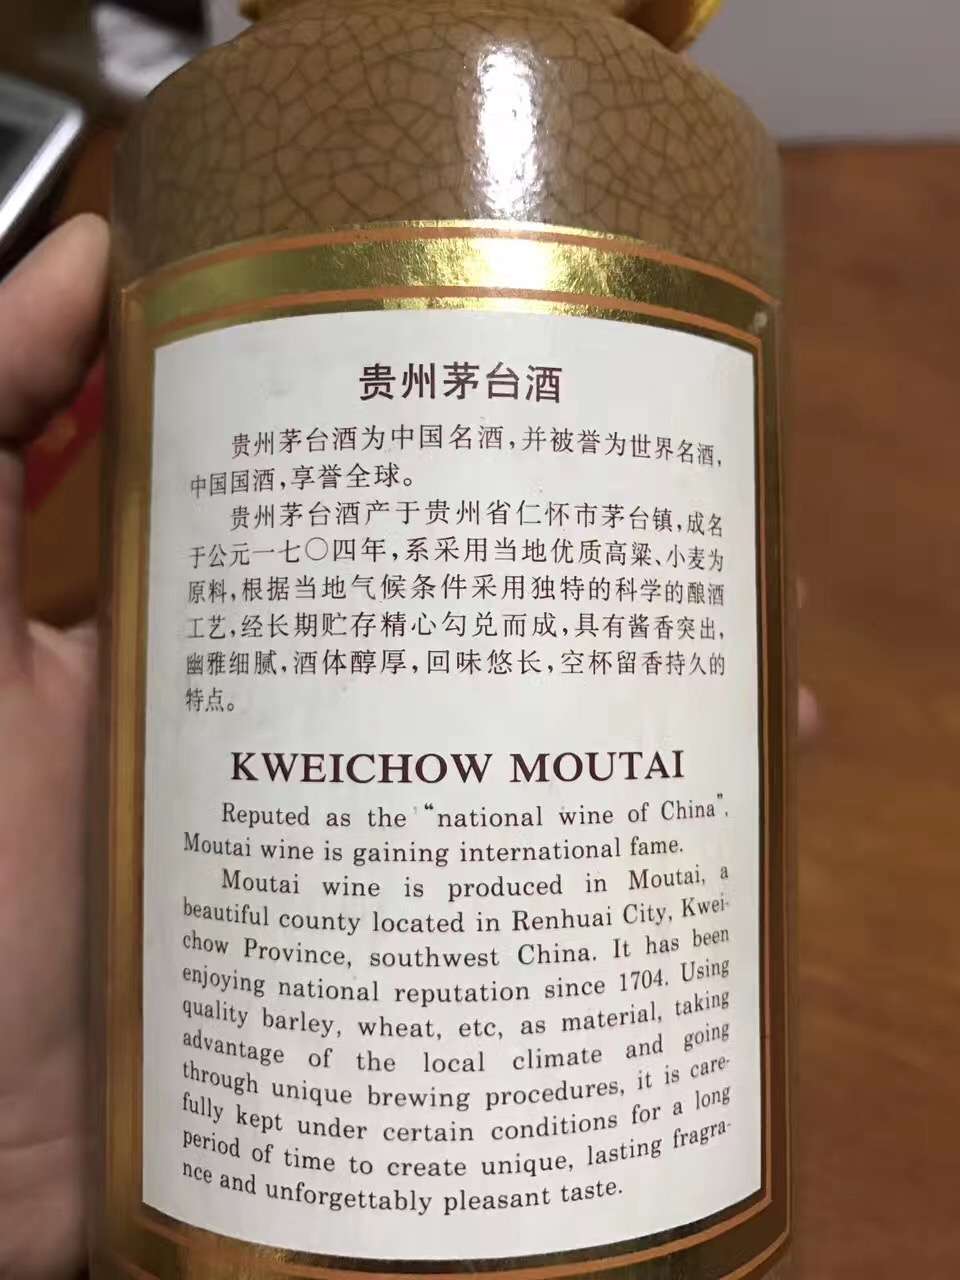 贵州茅台酒
贵州茅台酒为中国名酒,并被誉为世界名酒,
中国国酒,享誉全球。
贵州茅台酒产于贵州省仁怀市茅台镇,成名
于公元一七〇四年,系采用当地优质高粱、小麦为
原料,根据当地气候条件采用独特的科学的酿酒
工艺,经长期贮存精心勾兑而成,具有酱香突出,
幽雅细腻,酒体醇厚,回味悠长,空杯留香持久的
特点。
KWEICHOW MOUTAI
Reputed as the “national wine of China”,
Moutai wine is gaining international fame.
Moutai wine is produced in Moutai, a
beautiful county located in Renhuai City, Kwei-
chow Province, southwest China. It has been
enjoying national reputation since 1704. Using
quality barley, wheat, etc, as material, taking
advantage of the local climate and going
through unique brewing procedures, it is care-
fully kept under certain conditions for a long
period of time to create unique, lasting fragra-
nce and unforgettably pleasant taste.